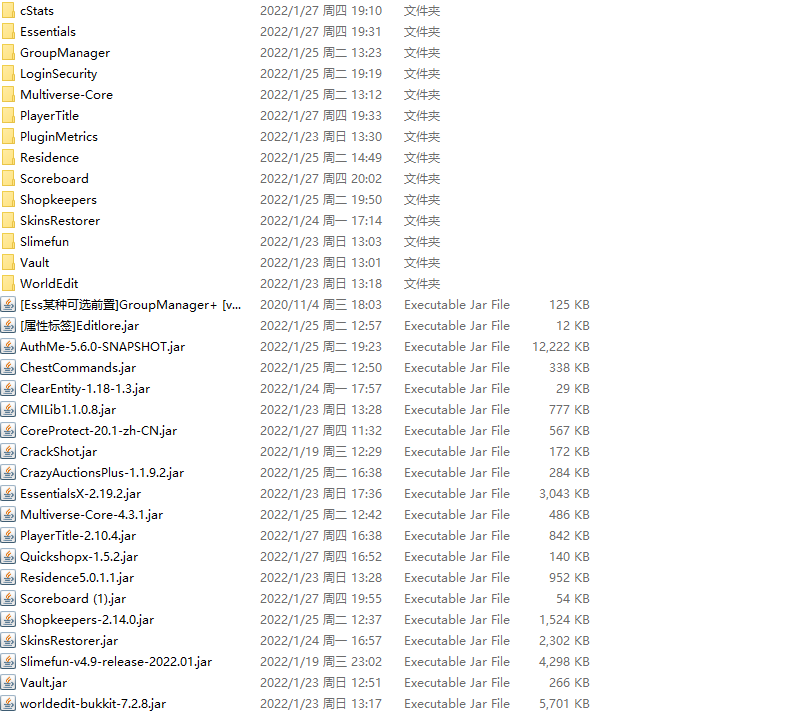 cStats 2022/1/27 周四 19:10 文件夹
Essentials 2022/1/27 周四 19:31 文件夹
GroupManager 2022/1/25 周二 13:23 文件夹
LoginSecurity 2022/1/25 周二 19:19 文件夹
Multiverse-Core 2022/1/25 周二 13:12 文件夹
PlayerTitle 2022/1/27 周四 19:33 文件夹
PluginMetrics 2022/1/23 周日 13:30 文件夹
Residence 2022/1/25 周二 14:49 文件夹
Scoreboard 2022/1/27 周四 20:02 文件夹
Shopkeepers 2022/1/25 周二 19:50 文件夹
SkinsRestorer 2022/1/24 周一 17:14 文件夹
Slimefun 2022/1/23 周日 13:03 文件夹
Vault 2022/1/23 周日 13:01 文件夹
WorldEdit 2022/1/23 周日 13:18 文件夹
[Ess某种可选前置]GroupManager+ [v... 2020/11/4 周三 18:03 Executable Jar File 125 KB
[属性标签]Editlore.jar 2022/1/25 周二 12:57 Executable Jar File 12 KB
AuthMe-5.6.0-SNAPSHOT.jar 2022/1/25 周二 19:23 Executable Jar File 12,222 KB
ChestCommands.jar 2022/1/25 周二 12:50 Executable Jar File 338 KB
ClearEntity-1.18-1.3.jar 2022/1/24 周一 17:57 Executable Jar File 29 KB
CMILib1.1.0.8.jar 2022/1/23 周日 13:28 Executable Jar File 777 KB
CoreProtect-20.1-zh-CN.jar 2022/1/27 周四 11:32 Executable Jar File 567 KB
CrackShot.jar 2022/1/19 周三 12:29 Executable Jar File 172 KB
CrazyAuctionsPlus-1.1.9.2.jar 2022/1/25 周二 16:38 Executable Jar File 284 KB
EssentialsX-2.19.2.jar 2022/1/23 周日 17:36 Executable Jar File 3,043 KB
Multiverse-Core-4.3.1.jar 2022/1/25 周二 12:42 Executable Jar File 486 KB
PlayerTitle-2.10.4.jar 2022/1/27 周四 16:38 Executable Jar File 842 KB
Quickshopx-1.5.2.jar 2022/1/27 周四 16:52 Executable Jar File 140 KB
Residence5.0.1.1.jar 2022/1/23 周日 13:28 Executable Jar File 952 KB
Scoreboard (1).jar 2022/1/27 周四 19:55 Executable Jar File 54 KB
Shopkeepers-2.14.0.jar 2022/1/25 周二 12:37 Executable Jar File 1,524 KB
SkinsRestorer.jar 2022/1/24 周一 16:57 Executable Jar File 2,302 KB
Slimefun-v4.9-release-2022.01.jar 2022/1/19 周三 23:02 Executable Jar File 4,298 KB
Vault.jar 2022/1/23 周日 12:51 Executable Jar File 266 KB
worldedit-bukkit-7.2.8.jar 2022/1/23 周日 13:17 Executable Jar File 5,701 KB